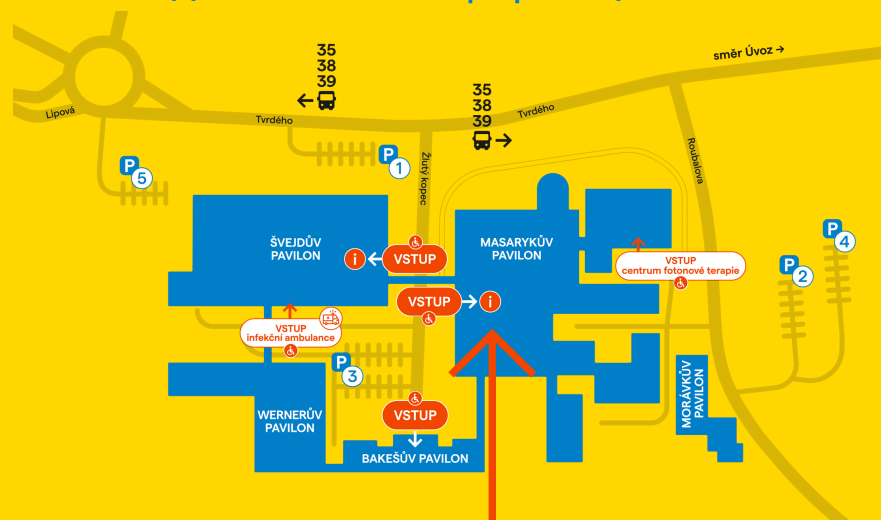 35
38
39
směr Úvoz →
35
38
39
Lipová
Tvrdého
Tvrdého
Žlutý kopec
Roubalova
P
1
P
5
P
4
P
2
ŠVEJDŮV
PAVILON
i
VSTUP
MASARYKŮV
PAVILON
VSTUP
centrum fotonové terapie
VSTUP
i
VSTUP
infekční ambulance
P
3
MORÁVKŮV
PAVILON
WERNERŮV
PAVILON
VSTUP
BAKEŠŮV PAVILON